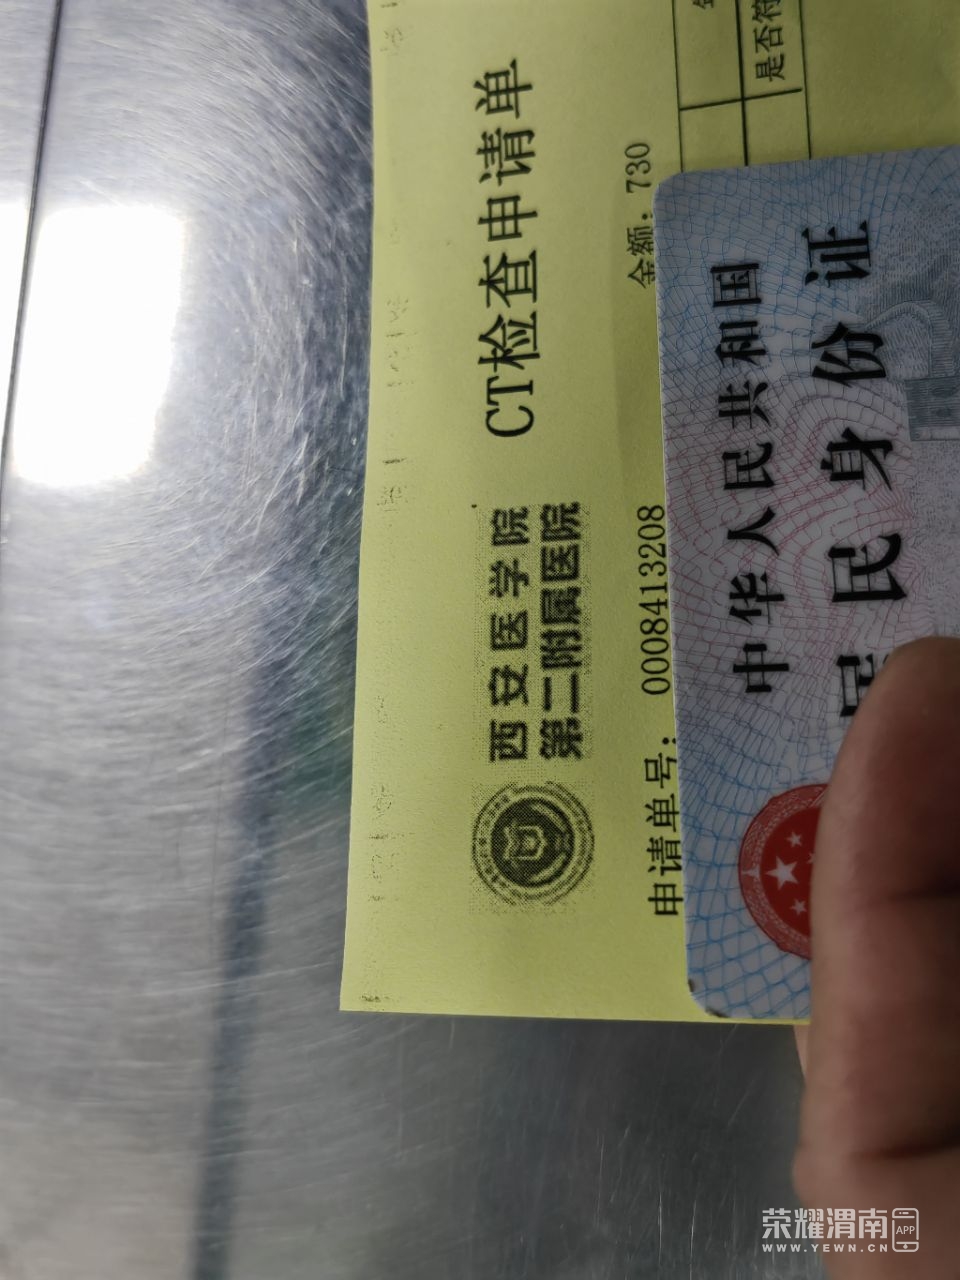 西安医学院
第二附属医院
CT检查申请单
申请单号: 0008413208
金额: 730
是否符
中华人民共和国
居民身份证
荣耀渭南 APP
WWW.YEWN.CN